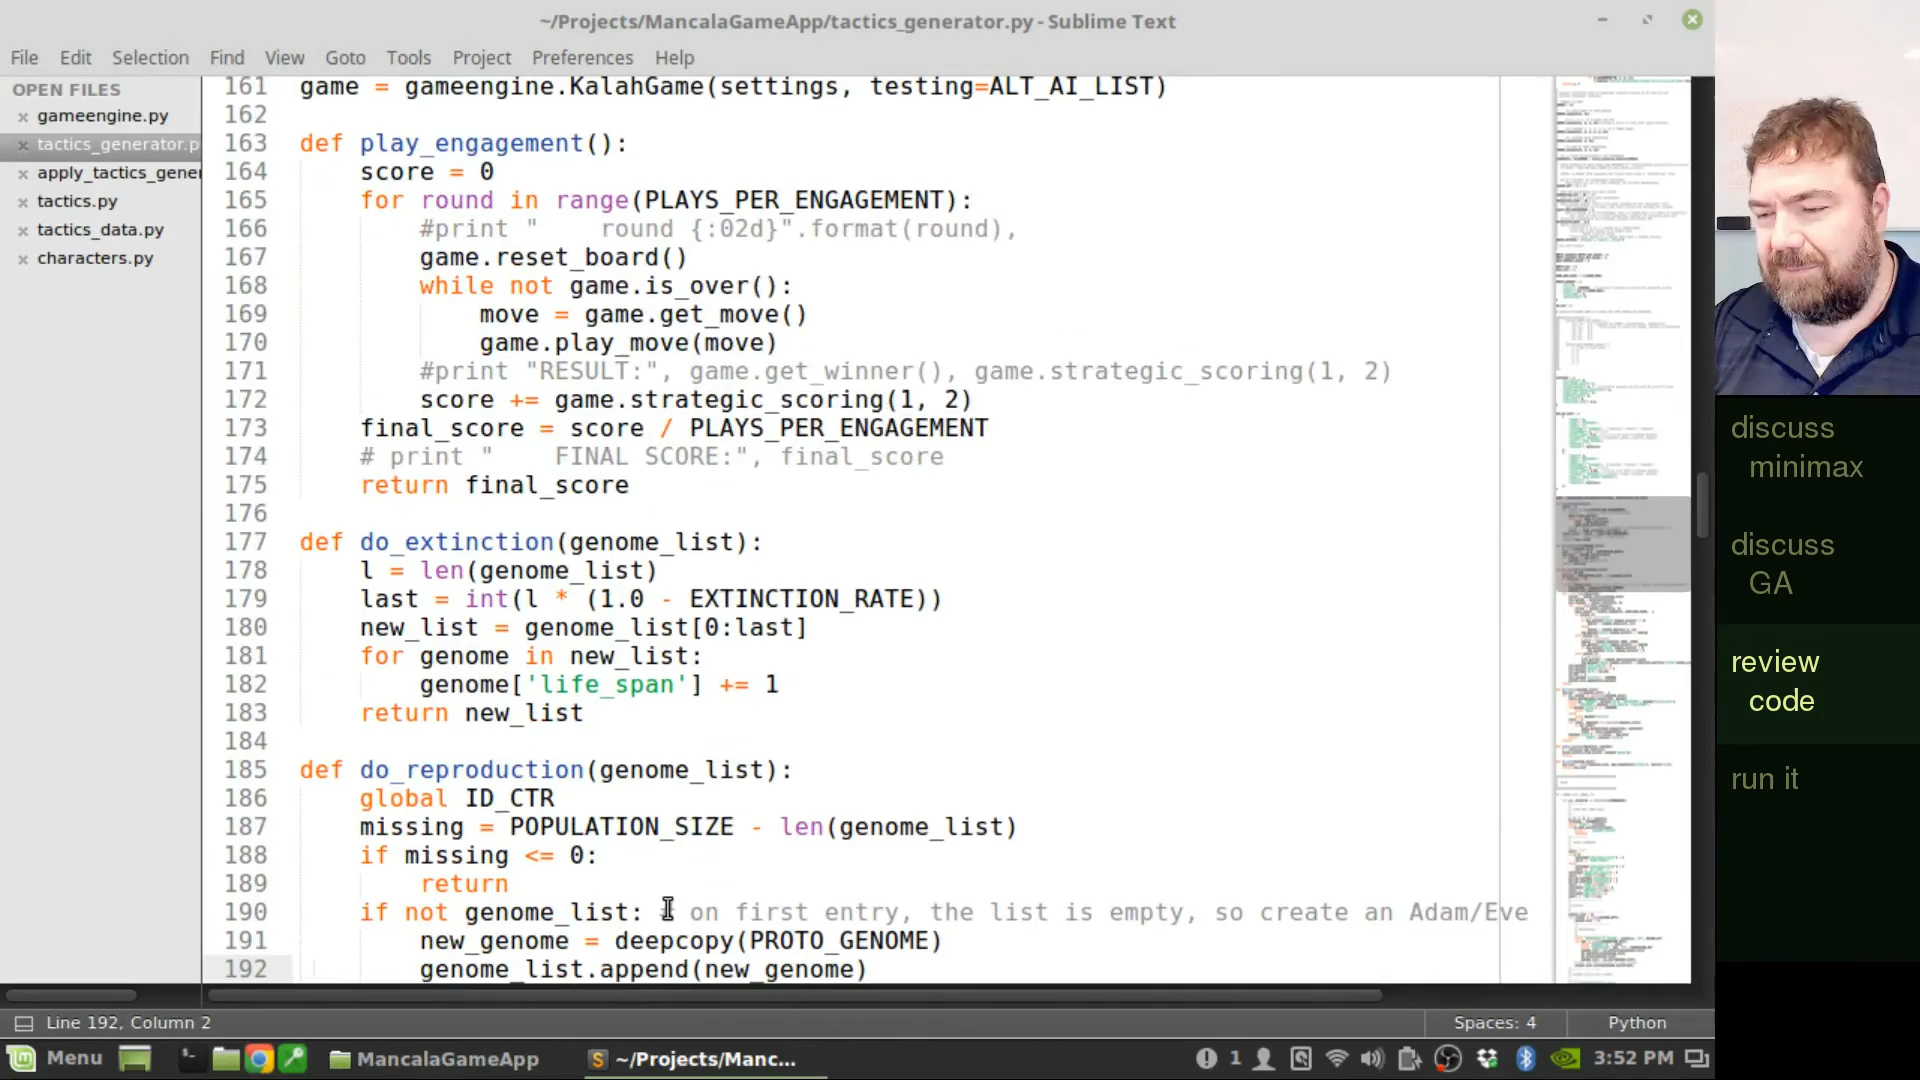 ~/Projects/MancalaGameApp/tactics_generator.py - Sublime Text
File Edit Selection Find View Goto Tools Project Preferences Help
OPEN FILES
gameengine.py
tactics_generator.p
apply_tactics_gener
tactics.py
tactics_data.py
characters.py
161 game = gameengine.KalahGame(settings, testing=ALT_AI_LIST)
162
163 def play_engagement():
164     score = 0
165     for round in range(PLAYS_PER_ENGAGEMENT):
166         #print "    round {:02d}".format(round),
167         game.reset_board()
168         while not game.is_over():
169             move = game.get_move()
170             game.play_move(move)
171         #print "RESULT:", game.get_winner(), game.strategic_scoring(1, 2)
172         score += game.strategic_scoring(1, 2)
173     final_score = score / PLAYS_PER_ENGAGEMENT
174     # print "    FINAL SCORE:", final_score
175     return final_score
176
177 def do_extinction(genome_list):
178     l = len(genome_list)
179     last = int(l * (1.0 - EXTINCTION_RATE))
180     new_list = genome_list[0:last]
181     for genome in new_list:
182         genome['life_span'] += 1
183     return new_list
184
185 def do_reproduction(genome_list):
186     global ID_CTR
187     missing = POPULATION_SIZE - len(genome_list)
188     if missing <= 0:
189         return
190     if not genome_list: # on first entry, the list is empty, so create an Adam/Eve
191         new_genome = deepcopy(PROTO_GENOME)
192         genome_list.append(new_genome)
discuss
minimax
discuss
GA
review
code
run it
Line 192, Column 2
Spaces: 4
Python
Menu
MancalaGameApp
~/Projects/Manc...
1
3:52 PM